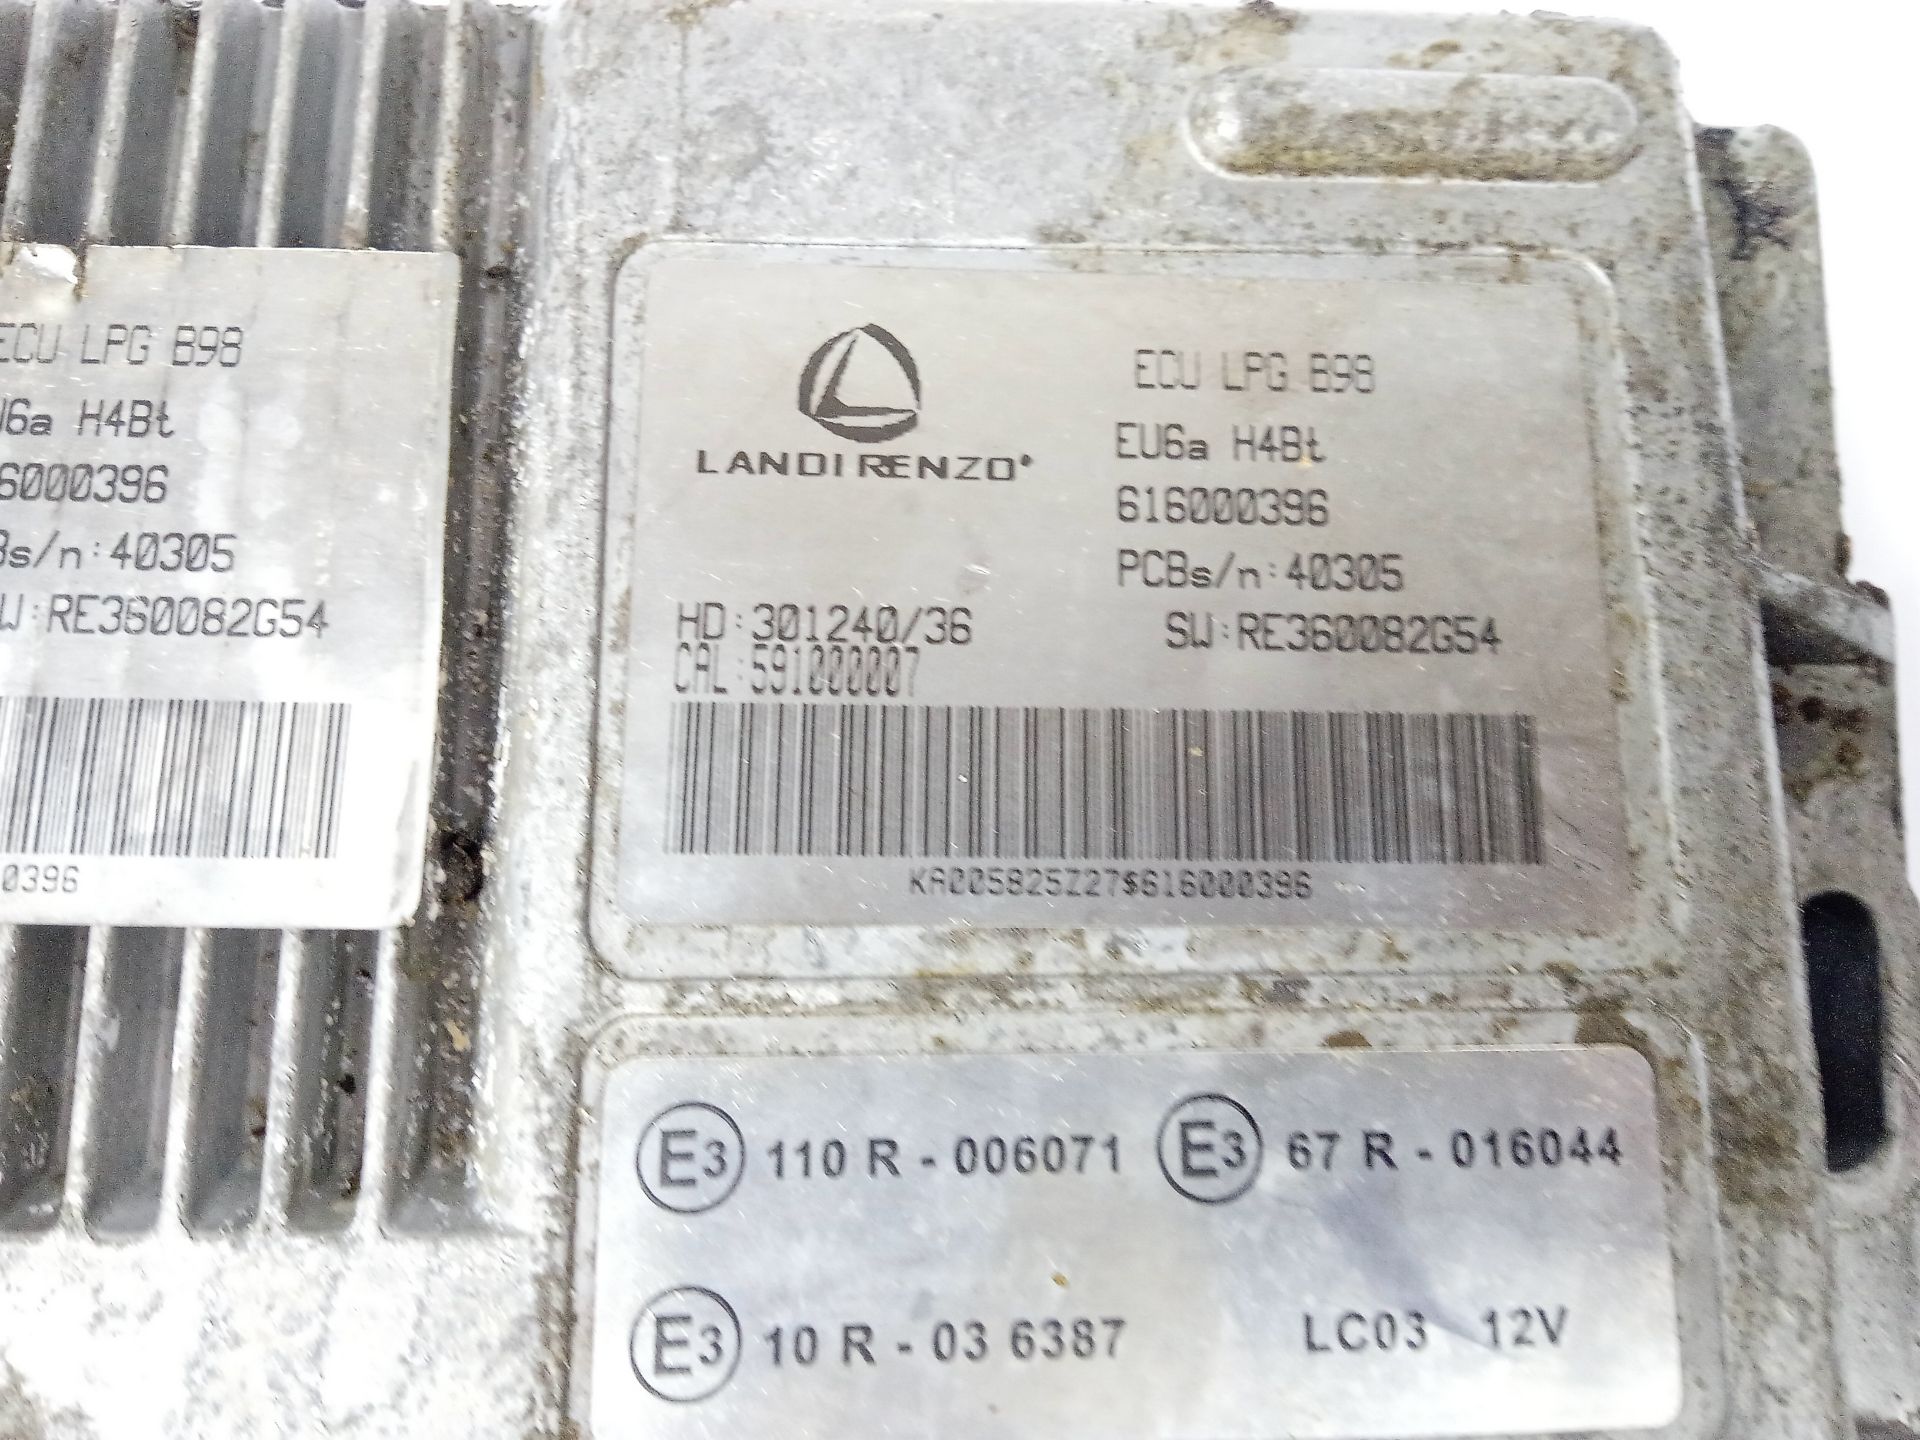 ECU LPG B98
U6a H4Bt
6000396
Bs/n:40305
SW:RE360082G54
0396
LANDIRENZO®
ECU LPG B98
EU6a H4Bt
616000396
PCBs/n:40305
HD:301240/36 SW:RE360082G54
CAL:591000007
KA005825Z27$616000396
E3 110 R - 006071 E3 67 R - 016044
E3 10 R - 03 6387 LC03 12V